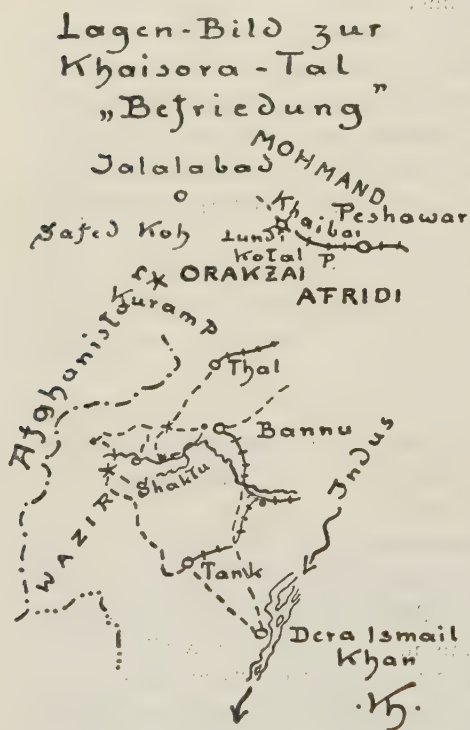 Lagen-Bild zur
Khaisora-Tal
„Befriedung"
Jalalabad
MOHMAND
Khaibar
Peshawar
Safed Koh
Lundi
Kotal
P.
ORAKZAI
AFRIDI
Kuram P
Afghanistan
Thal
Bannu
Shaktu
Indus
WAZIR
Tank
Dera Ismail
Khan